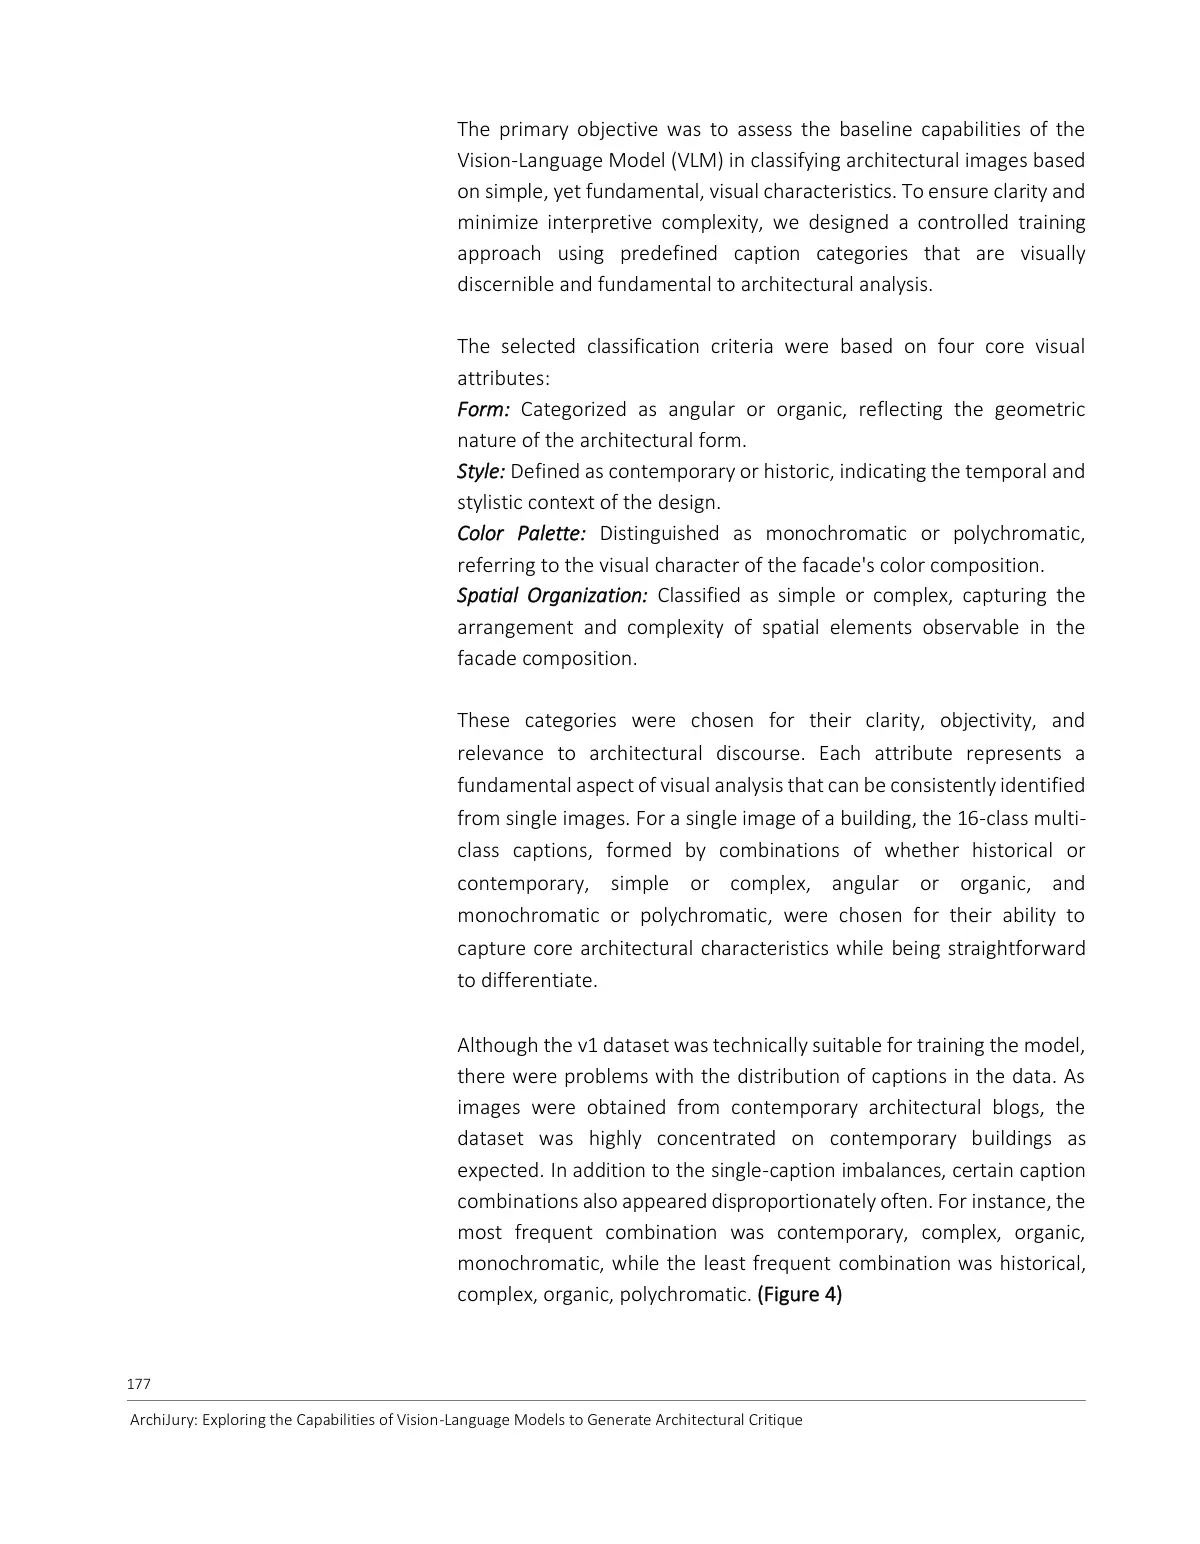 The primary objective was to assess the baseline capabilities of the
Vision-Language Model (VLM) in classifying architectural images based
on simple, yet fundamental, visual characteristics. To ensure clarity and
minimize interpretive complexity, we designed a controlled training
approach using predefined caption categories that are visually
discernible and fundamental to architectural analysis.
The selected classification criteria were based on four core visual
attributes:
Form: Categorized as angular or organic, reflecting the geometric
nature of the architectural form.
Style: Defined as contemporary or historic, indicating the temporal and
stylistic context of the design.
Color Palette: Distinguished as monochromatic or polychromatic,
referring to the visual character of the facade's color composition.
Spatial Organization: Classified as simple or complex, capturing the
arrangement and complexity of spatial elements observable in the
facade composition.
These categories were chosen for their clarity, objectivity, and
relevance to architectural discourse. Each attribute represents a
fundamental aspect of visual analysis that can be consistently identified
from single images. For a single image of a building, the 16-class multi-
class captions, formed by combinations of whether historical or
contemporary, simple or complex, angular or organic, and
monochromatic or polychromatic, were chosen for their ability to
capture core architectural characteristics while being straightforward
to differentiate.
Although the v1 dataset was technically suitable for training the model,
there were problems with the distribution of captions in the data. As
images were obtained from contemporary architectural blogs, the
dataset was highly concentrated on contemporary buildings as
expected. In addition to the single-caption imbalances, certain caption
combinations also appeared disproportionately often. For instance, the
most frequent combination was contemporary, complex, organic,
monochromatic, while the least frequent combination was historical,
complex, organic, polychromatic. (Figure 4)
177
ArchiJury: Exploring the Capabilities of Vision-Language Models to Generate Architectural Critique